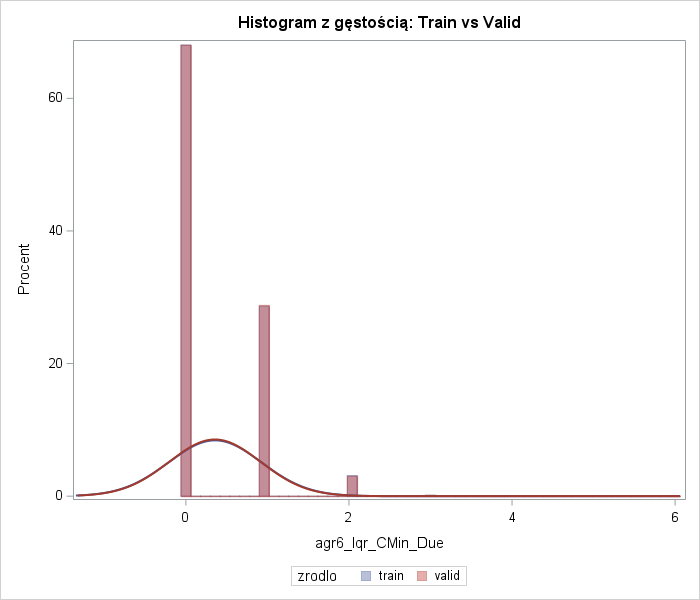 Histogram z gęstością: Train vs Valid
Procent
60
40
20
0
0 2 4 6
agr6_Iqr_CMin_Due
zrodlo train valid